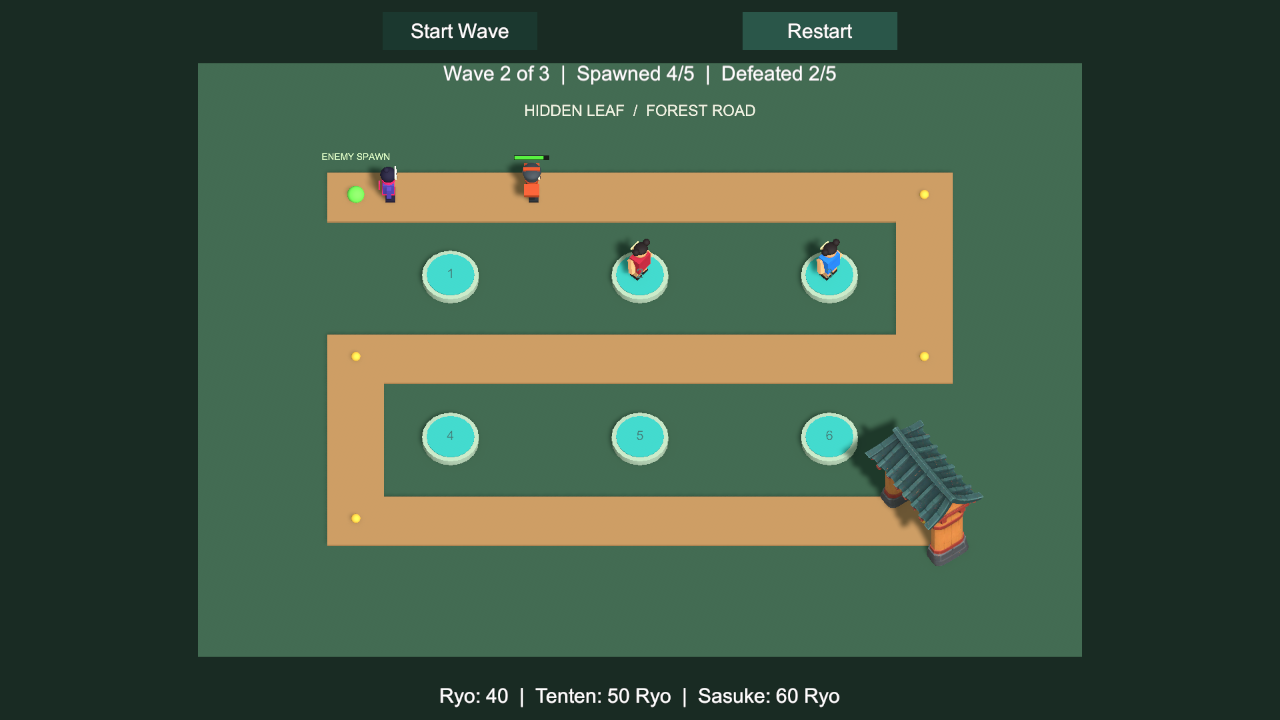 Start Wave
Restart
Wave 2 of 3 | Spawned 4/5 | Defeated 2/5
HIDDEN LEAF / FOREST ROAD
ENEMY SPAWN
1
4
5
6
Ryo: 40 | Tenten: 50 Ryo | Sasuke: 60 Ryo